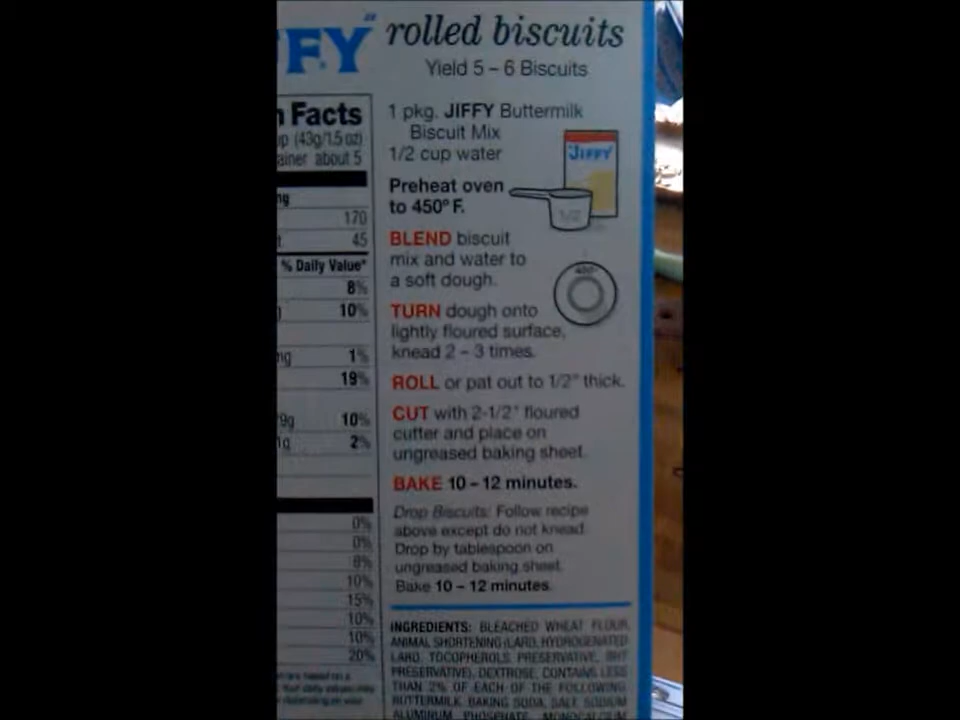 FFY
rolled biscuits
Yield 5 – 6 Biscuits
Facts
(43g/1.5 oz)
about 5
170
45
% Daily Value*
8%
10%
1%
19%
10%
2%
0%
0%
8%
10%
15%
10%
10%
20%
1 pkg. JIFFY Buttermilk
Biscuit Mix
1/2 cup water
"JIFFY"
1/2
Preheat oven
to 450° F.
BLEND biscuit
mix and water to
a soft dough.
450°
TURN dough onto
lightly floured surface,
knead 2 – 3 times.
ROLL or pat out to 1/2" thick.
CUT with 2-1/2" floured
cutter and place on
ungreased baking sheet.
BAKE 10 – 12 minutes.
Drop Biscuits: Follow recipe
above except do not knead.
Drop by tablespoon on
ungreased baking sheet.
Bake 10 – 12 minutes.
INGREDIENTS: BLEACHED WHEAT FLOUR,
ANIMAL SHORTENING (LARD, HYDROGENATED
LARD, TOCOPHEROLS PRESERVATIVE, BHT
PRESERVATIVE), DEXTROSE, CONTAINS LESS
THAN 2% OF EACH OF THE FOLLOWING:
BUTTERMILK, BAKING SODA, SALT, SODIUM
ALUMINUM PHOSPHATE, MONOCALCIUM